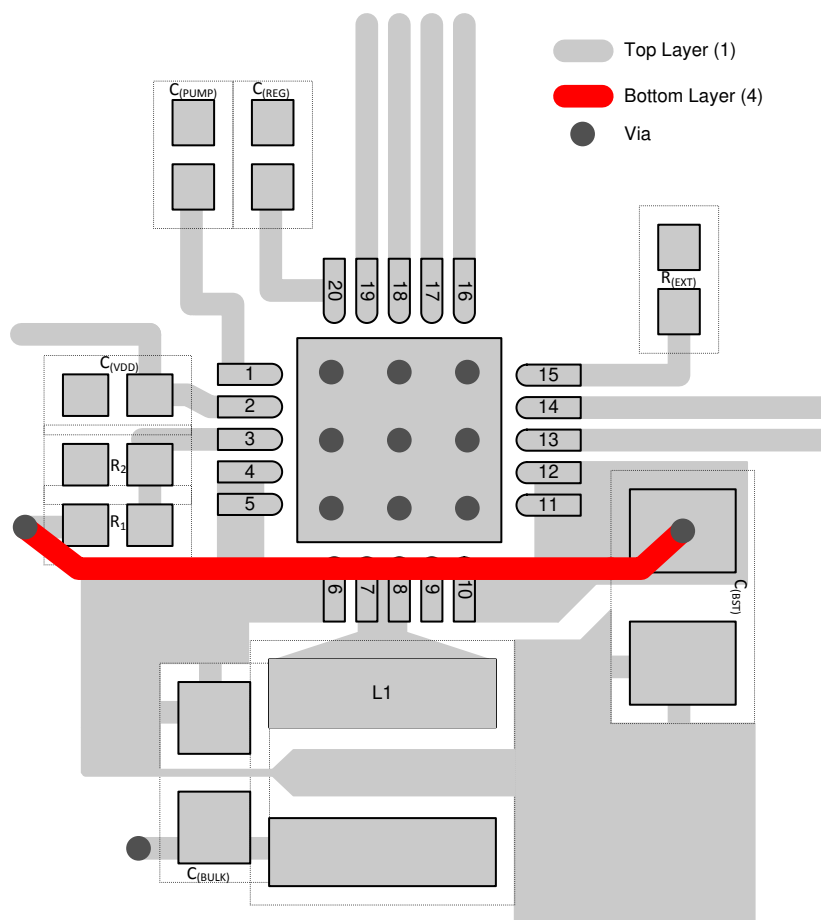 Top Layer (1)
Bottom Layer (4)
Via
C(PUMP)
C(REG)
R(EXT)
20
19
18
17
16
C(VDD)
1
15
2
14
3
13
R2
4
12
5
11
R1
6
7
8
9
10
C(BST)
L1
C(BULK)